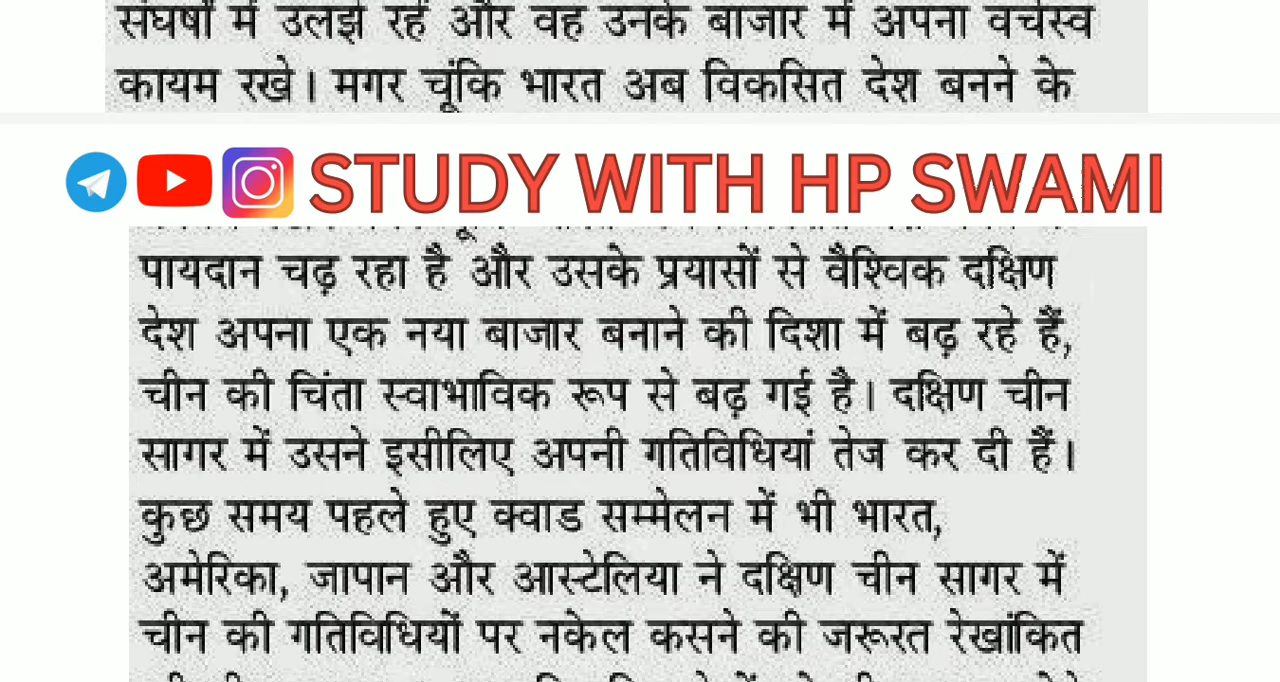 संघर्षों में उलझे रहें और वह उनके बाजार में अपना वर्चस्व
कायम रखे। मगर चूंकि भारत अब विकसित देश बनने के
STUDY WITH HP SWAMI
पायदान चढ़ रहा है और उसके प्रयासों से वैश्विक दक्षिण
देश अपना एक नया बाजार बनाने की दिशा में बढ़ रहे हैं,
चीन की चिंता स्वाभाविक रूप से बढ़ गई है। दक्षिण चीन
सागर में उसने इसीलिए अपनी गतिविधियां तेज कर दी हैं।
कुछ समय पहले हुए क्वाड सम्मेलन में भी भारत,
अमेरिका, जापान और आस्टेलिया ने दक्षिण चीन सागर में
चीन की गतिविधियों पर नकेल कसने की जरूरत रेखांकित